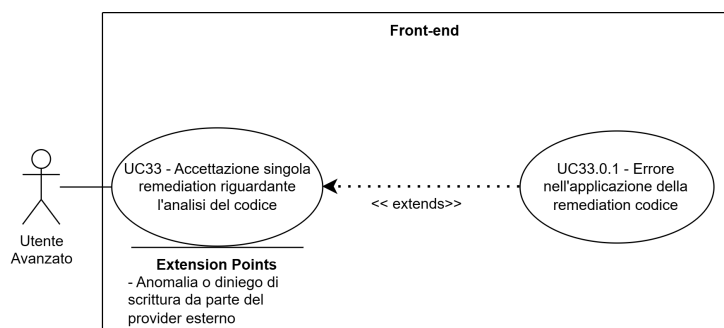 Front-end
UC33 - Accettazione singola
remediation riguardante
l'analisi del codice
UC33.0.1 - Errore
nell'applicazione della
remediation codice
<< extends>>
Utente
Avanzato
Extension Points
- Anomalia o diniego di
scrittura da parte del
provider esterno